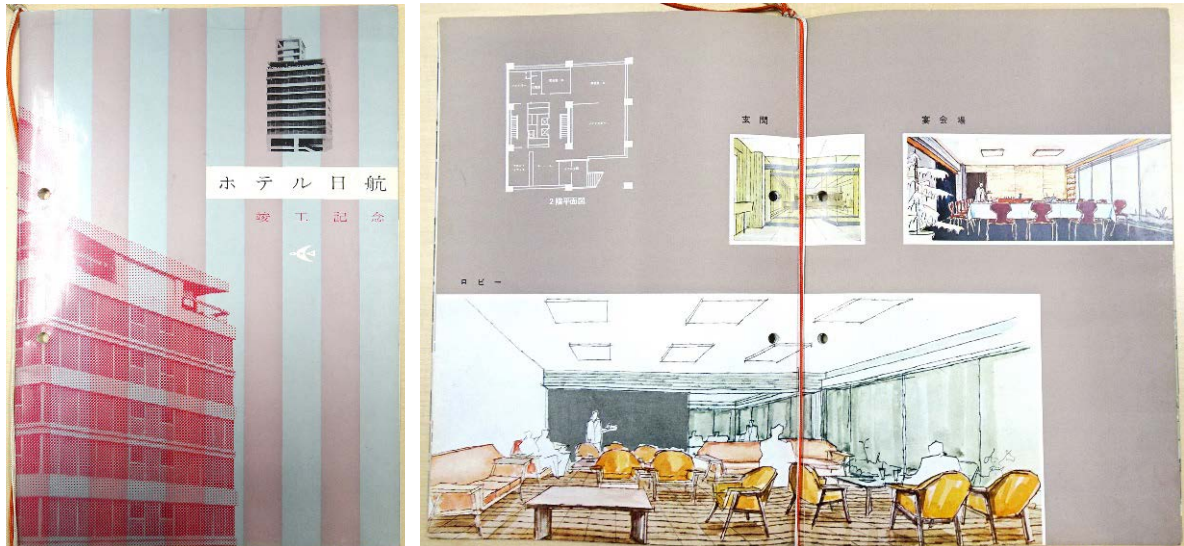 ホテル日航
竣工記念
2階平面図
玄関
宴会場
ロビー